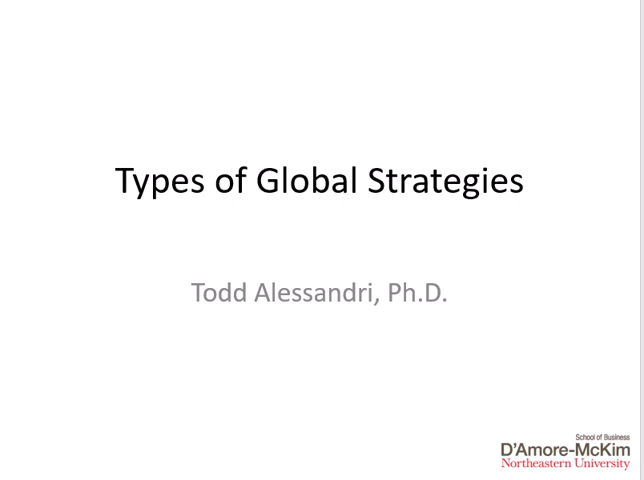 Types of Global Strategies
Todd Alessandri, Ph.D.
School of Business
D'Amore-McKim
Northeastern University